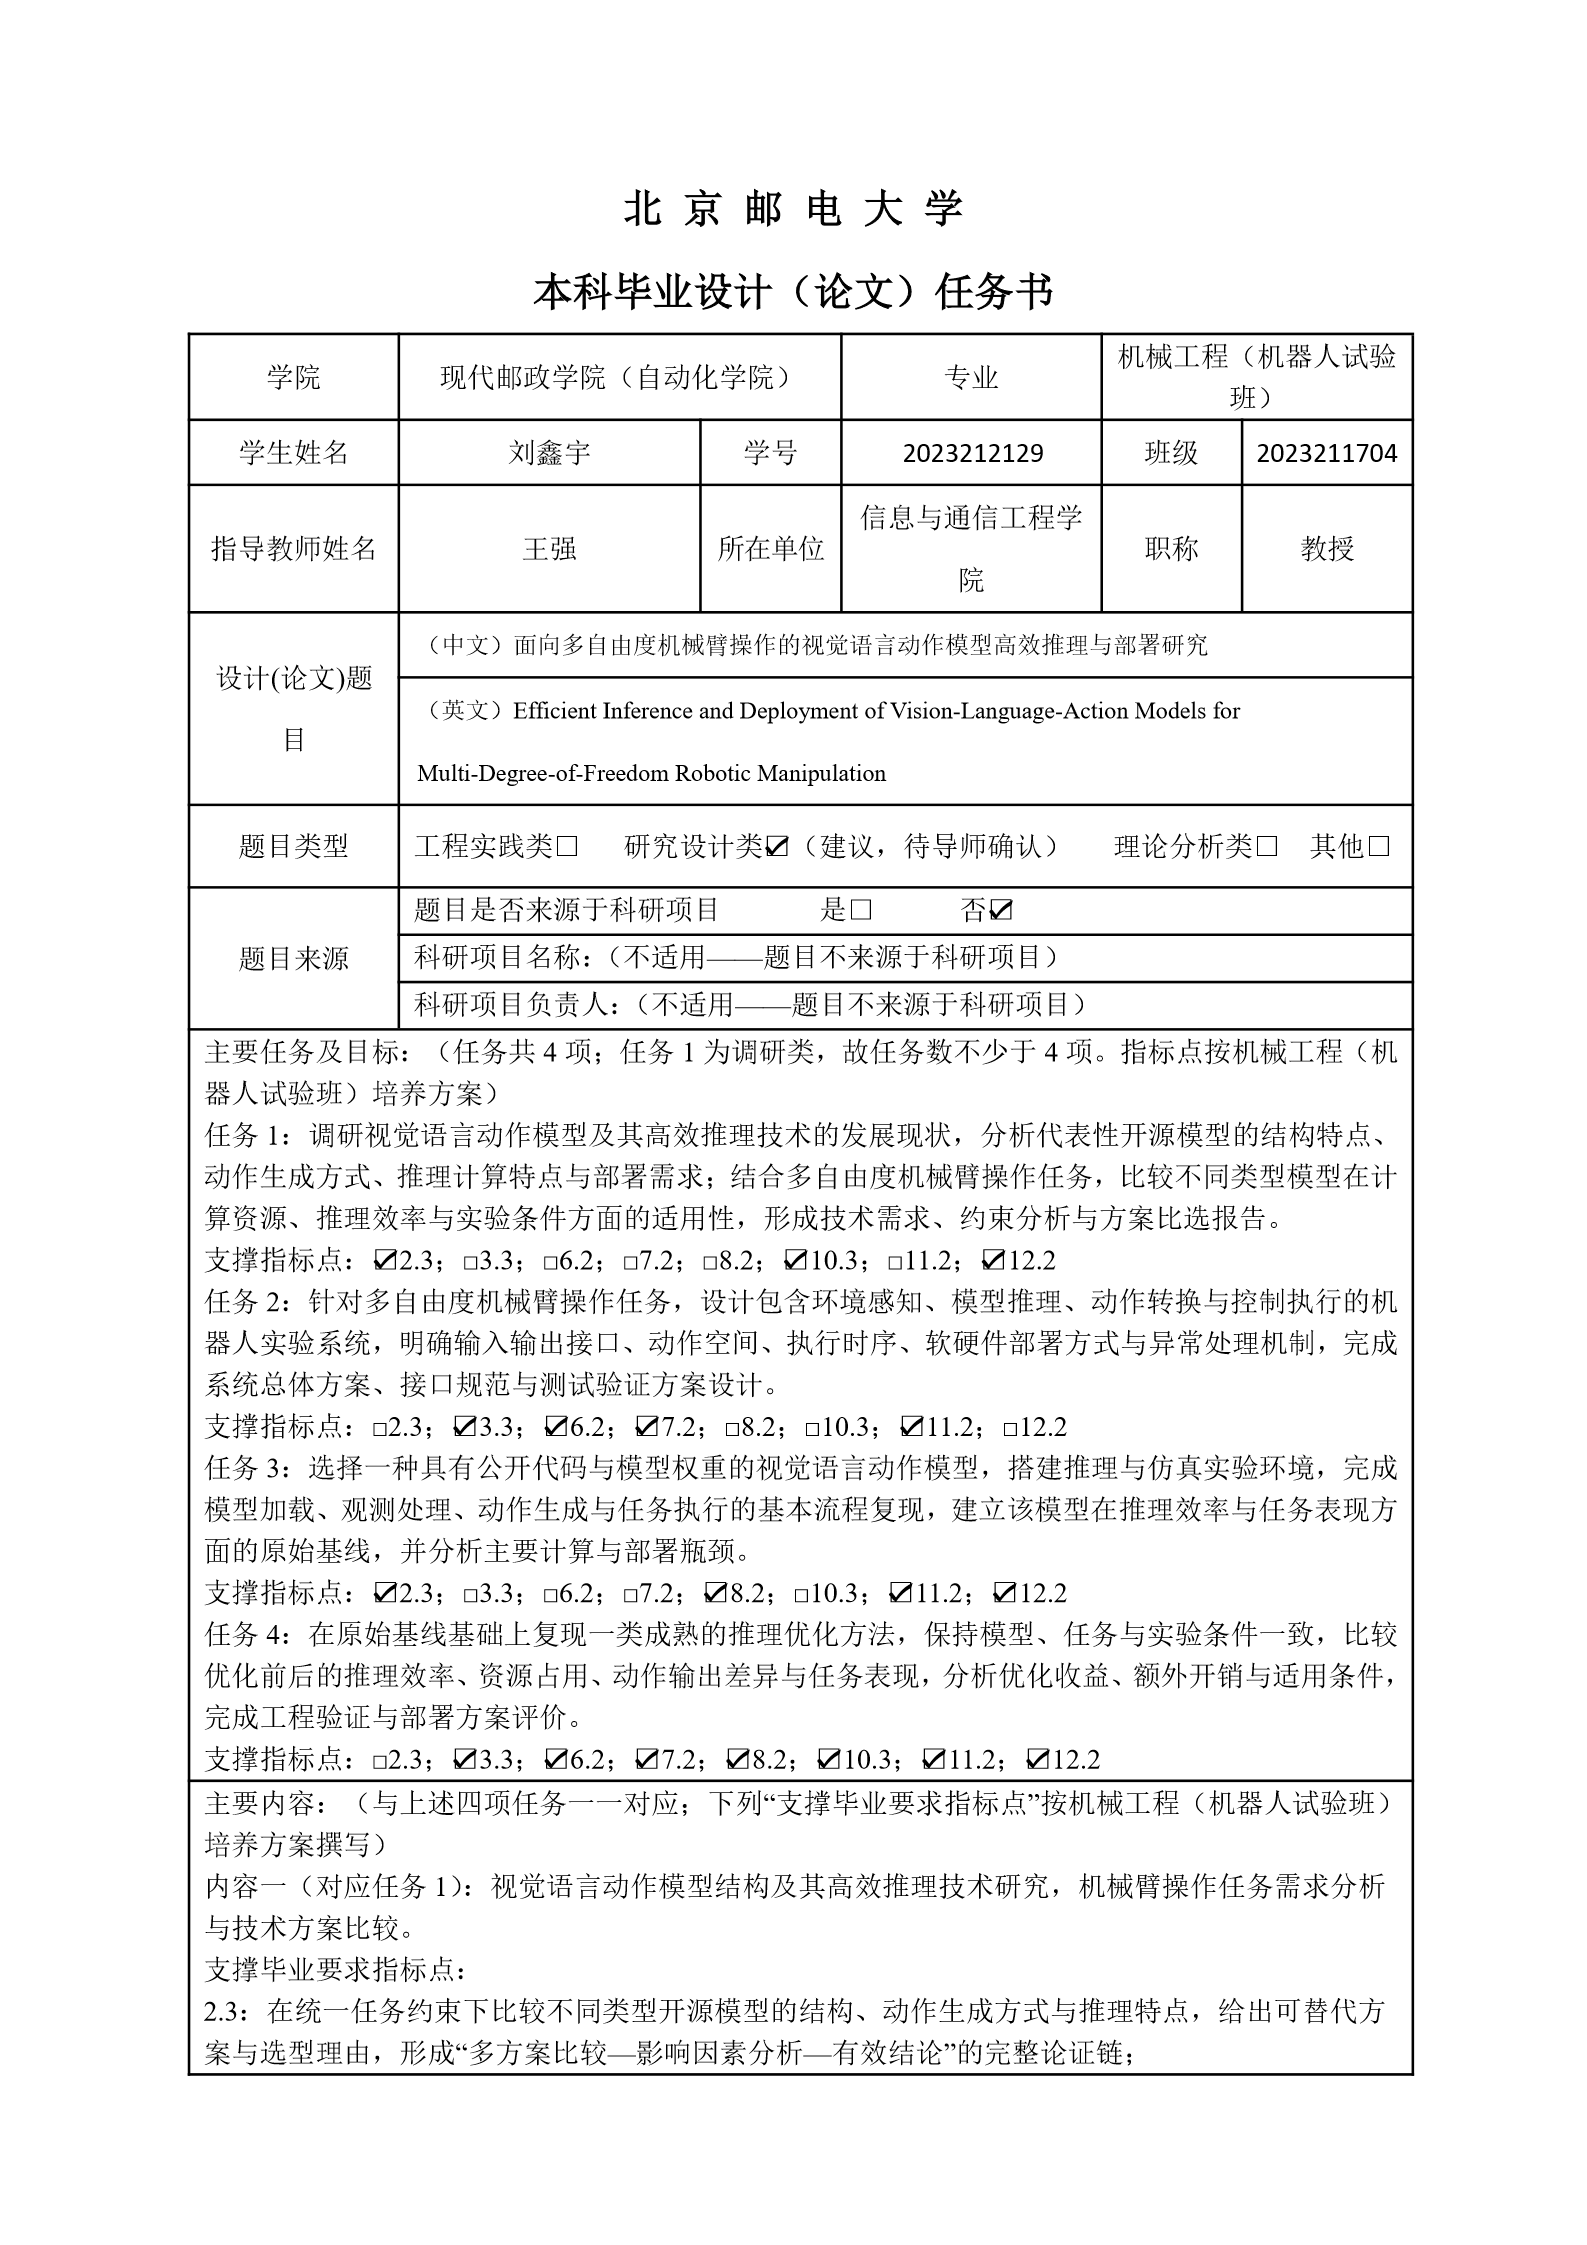 北京邮电大学
本科毕业设计（论文）任务书
学院 现代邮政学院（自动化学院） 专业 机械工程（机器人试验班）
学生姓名 刘鑫宇 学号 2023212129 班级 2023211704
指导教师姓名 王强 所在单位 信息与通信工程学院 职称 教授
设计(论文)题目
（中文）面向多自由度机械臂操作的视觉语言动作模型高效推理与部署研究
（英文）Efficient Inference and Deployment of Vision-Language-Action Models for
Multi-Degree-of-Freedom Robotic Manipulation
题目类型 工程实践类□ 研究设计类☑（建议，待导师确认） 理论分析类□ 其他□
题目来源
题目是否来源于科研项目 是□ 否☑
科研项目名称：（不适用——题目不来源于科研项目）
科研项目负责人：（不适用——题目不来源于科研项目）
主要任务及目标：（任务共 4 项；任务 1 为调研类，故任务数不少于 4 项。指标点按机械工程（机
器人试验班）培养方案）
任务 1：调研视觉语言动作模型及其高效推理技术的发展现状，分析代表性开源模型的结构特点、
动作生成方式、推理计算特点与部署需求；结合多自由度机械臂操作任务，比较不同类型模型在计
算资源、推理效率与实验条件方面的适用性，形成技术需求、约束分析与方案比选报告。
支撑指标点：☑2.3；□3.3；□6.2；□7.2；□8.2；☑10.3；□11.2；☑12.2
任务 2：针对多自由度机械臂操作任务，设计包含环境感知、模型推理、动作转换与控制执行的机
器人实验系统，明确输入输出接口、动作空间、执行时序、软硬件部署方式与异常处理机制，完成
系统总体方案、接口规范与测试验证方案设计。
支撑指标点：□2.3；☑3.3；☑6.2；☑7.2；□8.2；□10.3；☑11.2；□12.2
任务 3：选择一种具有公开代码与模型权重的视觉语言动作模型，搭建推理与仿真实验环境，完成
模型加载、观测处理、动作生成与任务执行的基本流程复现，建立该模型在推理效率与任务表现方
面的原始基线，并分析主要计算与部署瓶颈。
支撑指标点：☑2.3；□3.3；□6.2；□7.2；☑8.2；□10.3；☑11.2；☑12.2
任务 4：在原始基线基础上复现一类成熟的推理优化方法，保持模型、任务与实验条件一致，比较
优化前后的推理效率、资源占用、动作输出差异与任务表现，分析优化收益、额外开销与适用条件，
完成工程验证与部署方案评价。
支撑指标点：□2.3；☑3.3；☑6.2；☑7.2；☑8.2；☑10.3；☑11.2；☑12.2
主要内容：（与上述四项任务一一对应；下列“支撑毕业要求指标点”按机械工程（机器人试验班）
培养方案撰写）
内容一（对应任务 1）：视觉语言动作模型结构及其高效推理技术研究，机械臂操作任务需求分析
与技术方案比较。
支撑毕业要求指标点：
2.3：在统一任务约束下比较不同类型开源模型的结构、动作生成方式与推理特点，给出可替代方
案与选型理由，形成“多方案比较—影响因素分析—有效结论”的完整论证链；